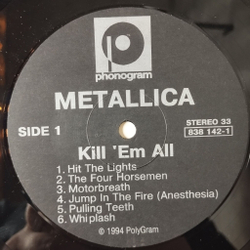 phonogram
METALLICA
SIDE 1
STEREO 33
838 142-1
Kill 'Em All
1. Hit The Lights
2. The Four Horsemen
3. Motorbreath
4. Jump In The Fire (Anesthesia)
5. Pulling Teeth
6. Whiplash
℗ 1994 PolyGram